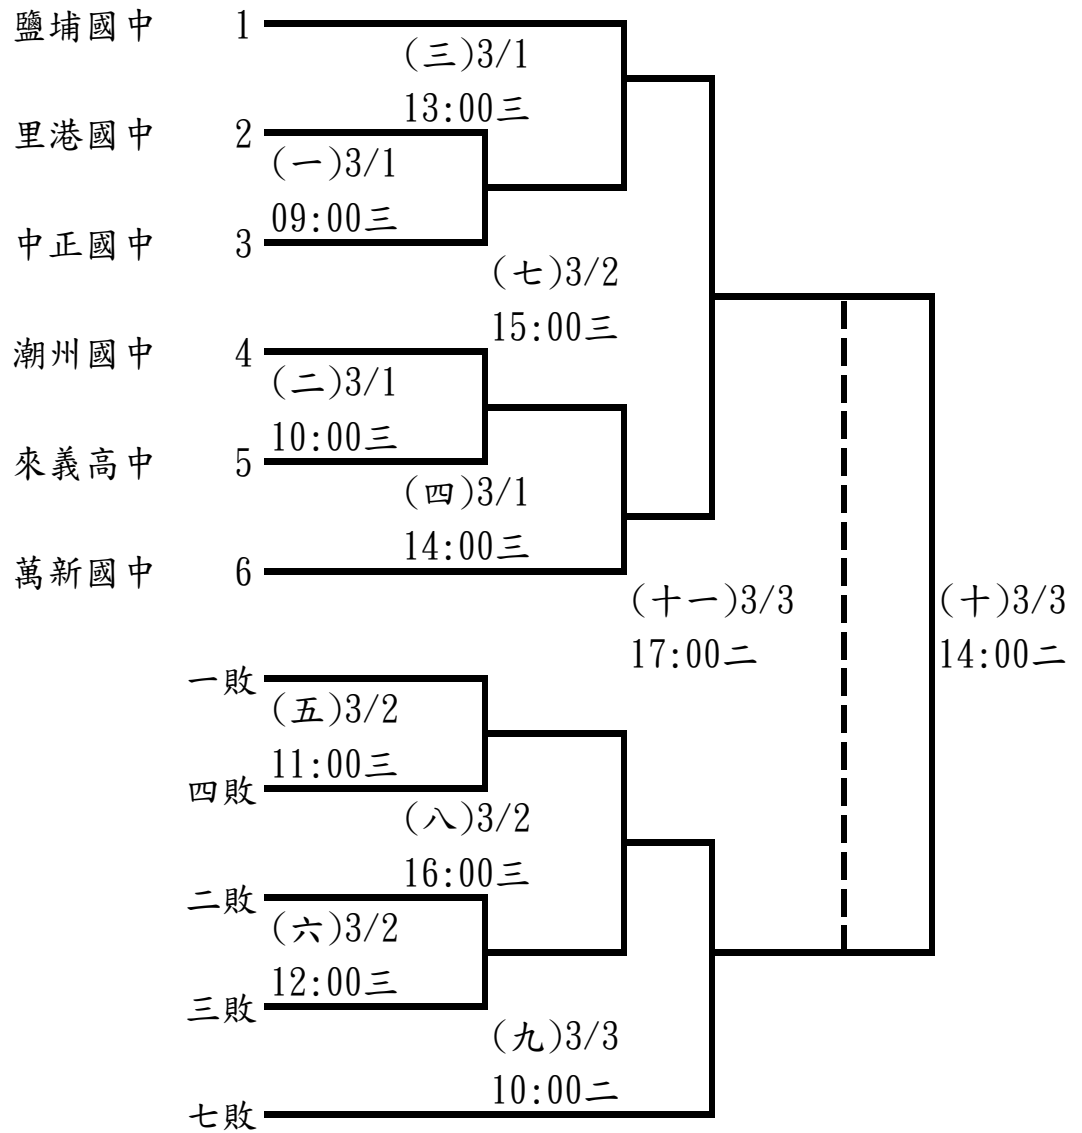 鹽埔國中 1
(三)3/1
13:00三
里港國中 2
(一)3/1
09:00三
中正國中 3
(七)3/2
15:00三
潮州國中 4
(二)3/1
10:00三
來義高中 5
(四)3/1
14:00三
萬新國中 6
(十一)3/3
17:00二
(十)3/3
14:00二
一敗
(五)3/2
11:00三
四敗
(八)3/2
16:00三
二敗
(六)3/2
12:00三
三敗
(九)3/3
10:00二
七敗